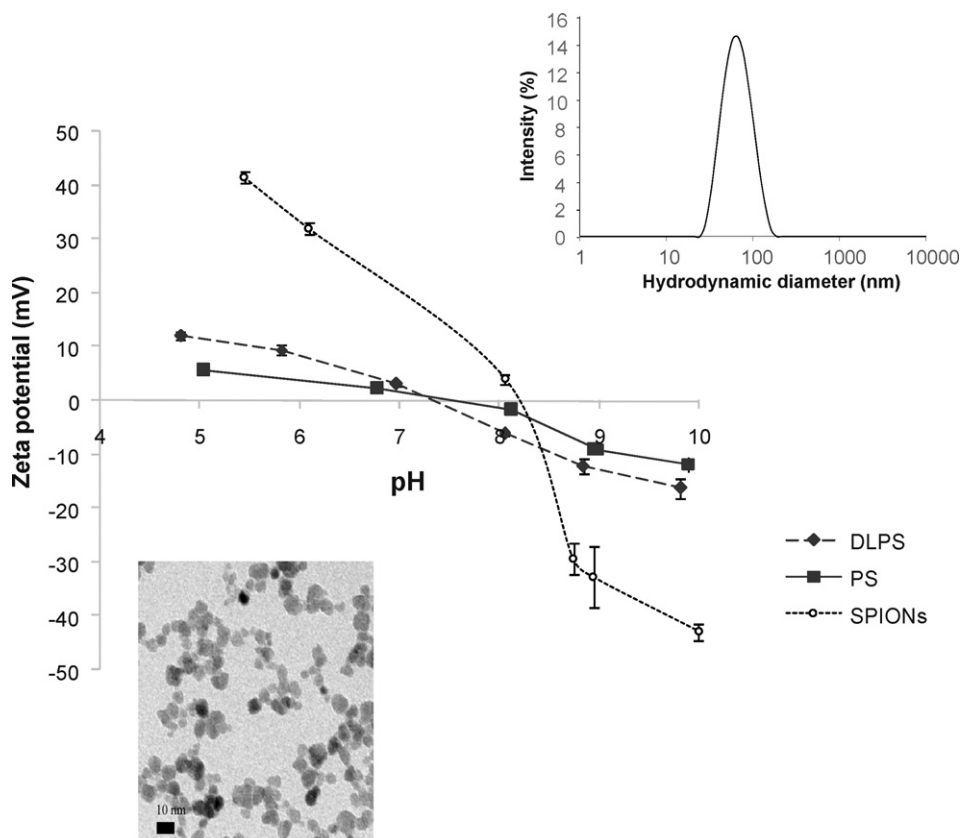 16
14
12
10
8
6
4
2
0
Intensity (%)
1 10 100 1000 10000
Hydrodynamic diameter (nm)
50
40
30
20
10
0
-10
-20
-30
-40
-50
Zeta potential (mV)
4 5 6 7 8 9 10
pH
DLPS
PS
SPIONs
10 nm